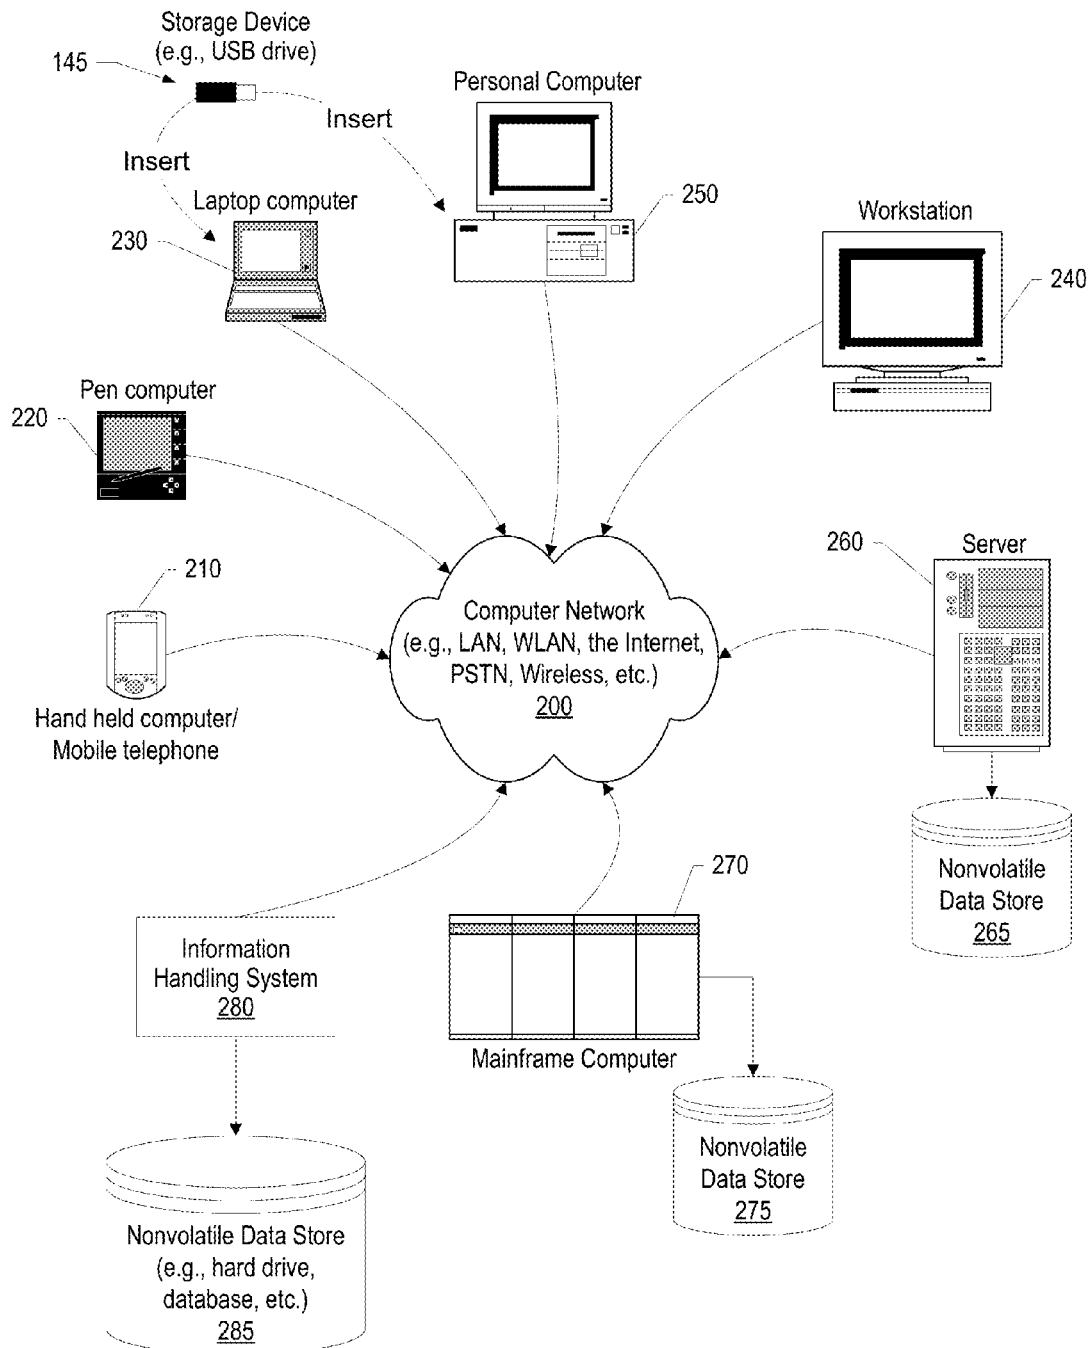 Storage Device
(e.g., USB drive)
145
Insert
Insert
Personal Computer
250
Laptop computer
230
Workstation
240
Pen computer
220
260
Server
210
Hand held computer/
Mobile telephone
Computer Network
(e.g., LAN, WLAN, the Internet,
PSTN, Wireless, etc.)
200
Nonvolatile
Data Store
265
270
Mainframe Computer
Information
Handling System
280
Nonvolatile
Data Store
275
Nonvolatile Data Store
(e.g., hard drive,
database, etc.)
285